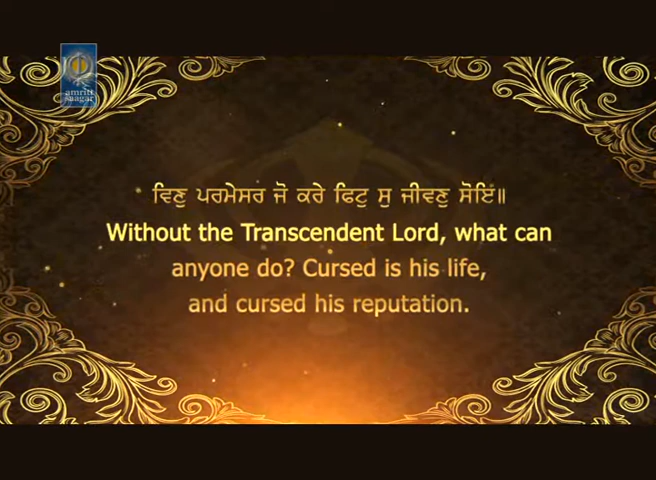 amritt
saagar
ਵਿਣੁ ਪਰਮੇਸਰ ਜੋ ਕਰੇ ਫਿਟੁ ਸੁ ਜੀਵਣੁ ਸੋਇ॥
Without the Transcendent Lord, what can
anyone do? Cursed is his life,
and cursed his reputation.